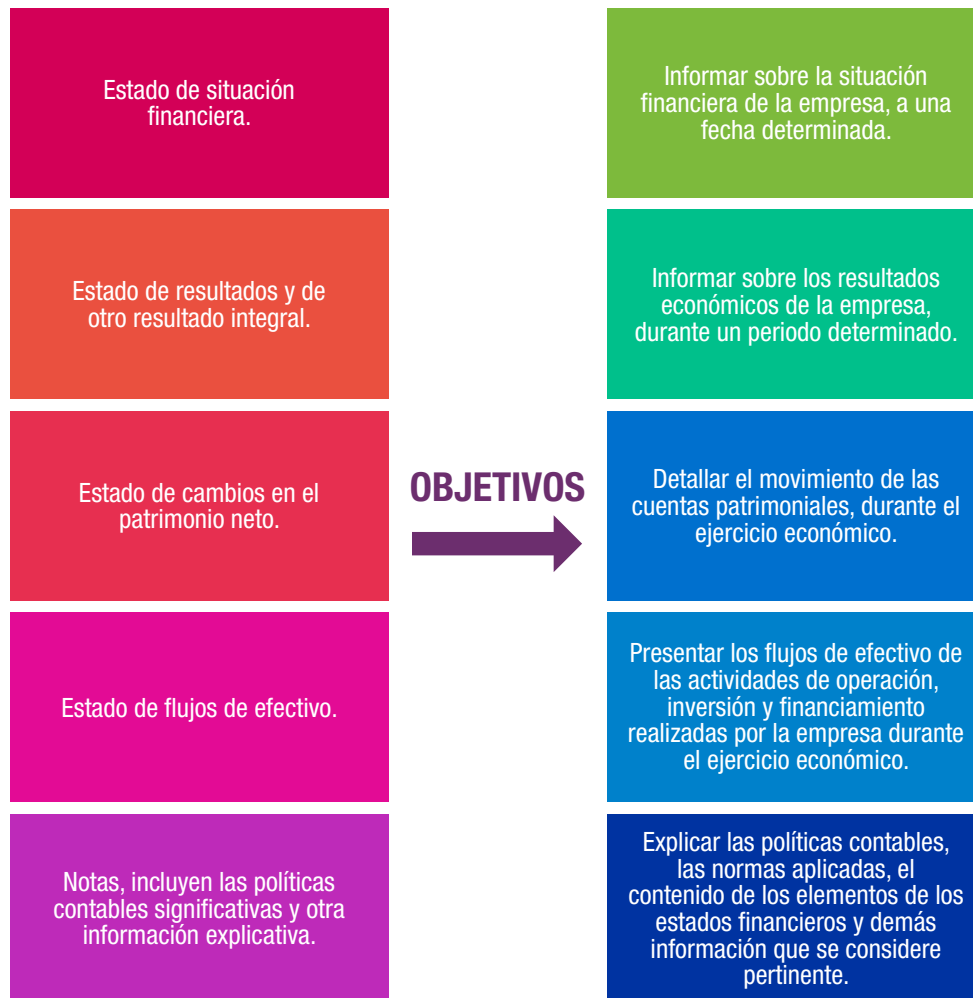 Estado de situación
financiera.
Informar sobre la situación
financiera de la empresa, a una
fecha determinada.
Estado de resultados y de
otro resultado integral.
Informar sobre los resultados
económicos de la empresa,
durante un periodo determinado.
Estado de cambios en el
patrimonio neto.
OBJETIVOS
Detallar el movimiento de las
cuentas patrimoniales, durante el
ejercicio económico.
Estado de flujos de efectivo.
Presentar los flujos de efectivo de
las actividades de operación,
inversión y financiamiento
realizadas por la empresa durante
el ejercicio económico.
Notas, incluyen las políticas
contables significativas y otra
información explicativa.
Explicar las políticas contables,
las normas aplicadas, el
contenido de los elementos de los
estados financieros y demás
información que se considere
pertinente.